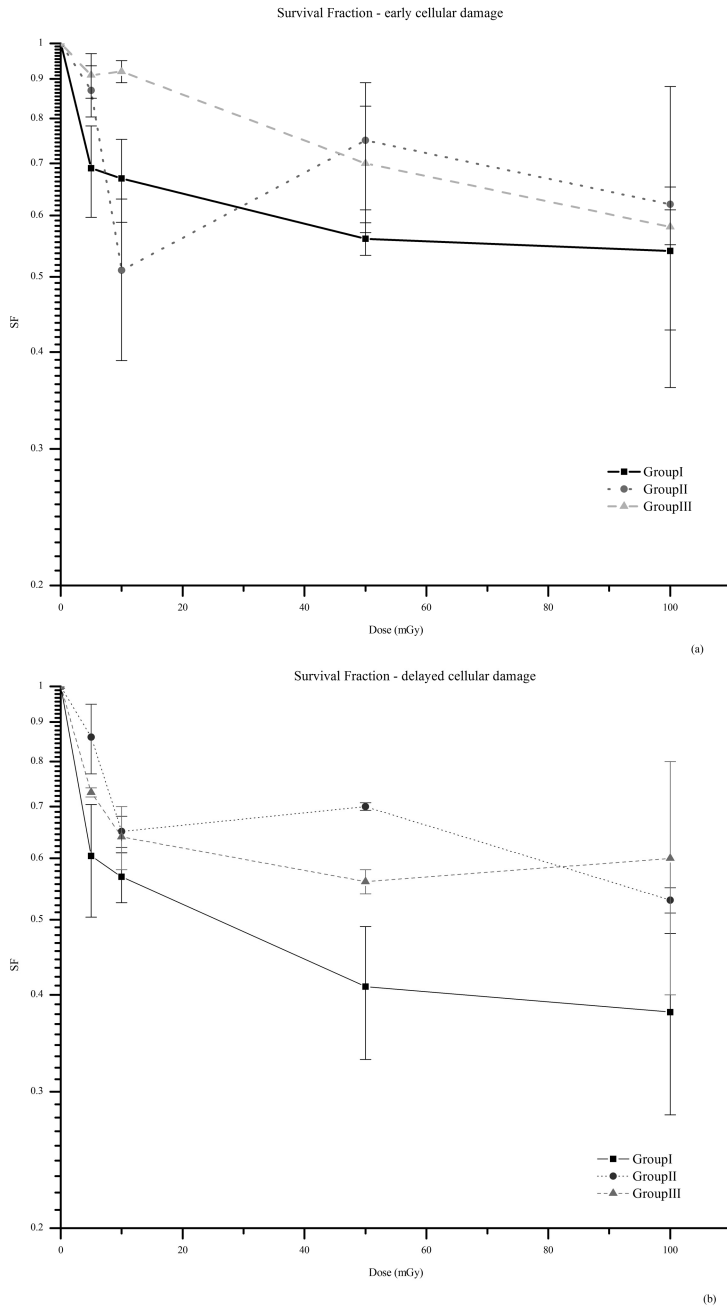 Survival Fraction - early cellular damage
1
0.9
0.8
0.7
0.6
0.5
0.4
0.3
0.2
SF
0 20 40 60 80 100
Dose (mGy)
GroupI
GroupII
GroupIII
(a)
Survival Fraction - delayed cellular damage
1
0.9
0.8
0.7
0.6
0.5
0.4
0.3
0.2
SF
0 20 40 60 80 100
Dose (mGy)
GroupI
GroupII
GroupIII
(b)